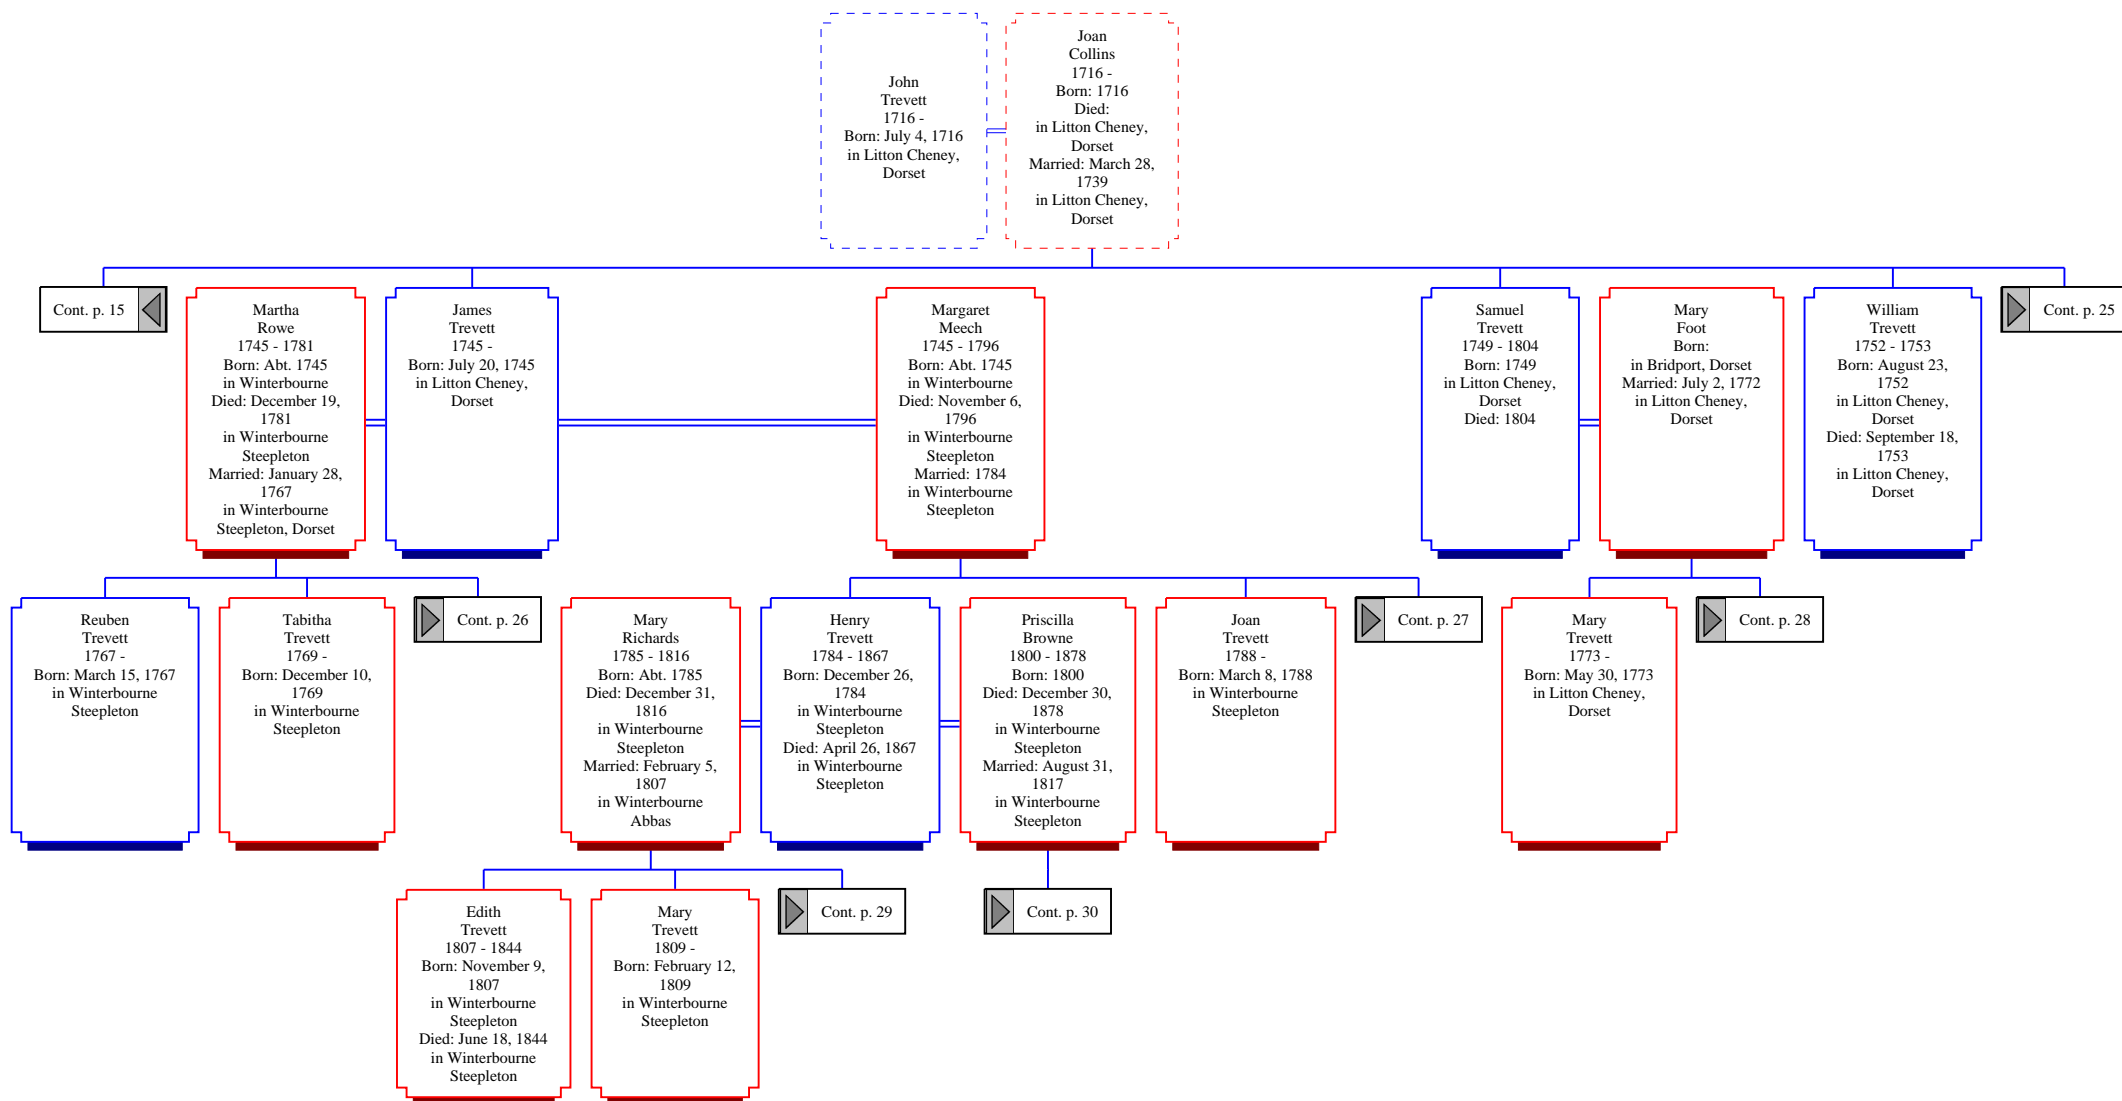 John
Trevett
1716 -
Born: July 4, 1716
in Litton Cheney,
Dorset
Joan
Collins
1716 -
Born: 1716
Died:
in Litton Cheney,
Dorset
Married: March 28,
1739
in Litton Cheney,
Dorset
Cont. p. 15
Martha
Rowe
1745 - 1781
Born: Abt. 1745
in Winterbourne
Died: December 19,
1781
in Winterbourne
Steepleton
Married: January 28,
1767
in Winterbourne
Steepleton, Dorset
James
Trevett
1745 -
Born: July 20, 1745
in Litton Cheney,
Dorset
Margaret
Meech
1745 - 1796
Born: Abt. 1745
in Winterbourne
Died: November 6,
1796
in Winterbourne
Steepleton
Married: 1784
in Winterbourne
Steepleton
Samuel
Trevett
1749 - 1804
Born: 1749
in Litton Cheney,
Dorset
Died: 1804
Mary
Foot
Born:
in Bridport, Dorset
Married: July 2, 1772
in Litton Cheney,
Dorset
William
Trevett
1752 - 1753
Born: August 23,
1752
in Litton Cheney,
Dorset
Died: September 18,
1753
in Litton Cheney,
Dorset
Cont. p. 25
Reuben
Trevett
1767 -
Born: March 15, 1767
in Winterbourne
Steepleton
Tabitha
Trevett
1769 -
Born: December 10,
1769
in Winterbourne
Steepleton
Cont. p. 26
Mary
Richards
1785 - 1816
Born: Abt. 1785
Died: December 31,
1816
in Winterbourne
Steepleton
Married: February 5,
1807
in Winterbourne
Abbas
Henry
Trevett
1784 - 1867
Born: December 26,
1784
in Winterbourne
Steepleton
Died: April 26, 1867
in Winterbourne
Steepleton
Priscilla
Browne
1800 - 1878
Born: 1800
Died: December 30,
1878
in Winterbourne
Steepleton
Married: August 31,
1817
in Winterbourne
Steepleton
Joan
Trevett
1788 -
Born: March 8, 1788
in Winterbourne
Steepleton
Cont. p. 27
Mary
Trevett
1773 -
Born: May 30, 1773
in Litton Cheney,
Dorset
Cont. p. 28
Edith
Trevett
1807 - 1844
Born: November 9,
1807
in Winterbourne
Steepleton
Died: June 18, 1844
in Winterbourne
Steepleton
Mary
Trevett
1809 -
Born: February 12,
1809
in Winterbourne
Steepleton
Cont. p. 29
Cont. p. 30